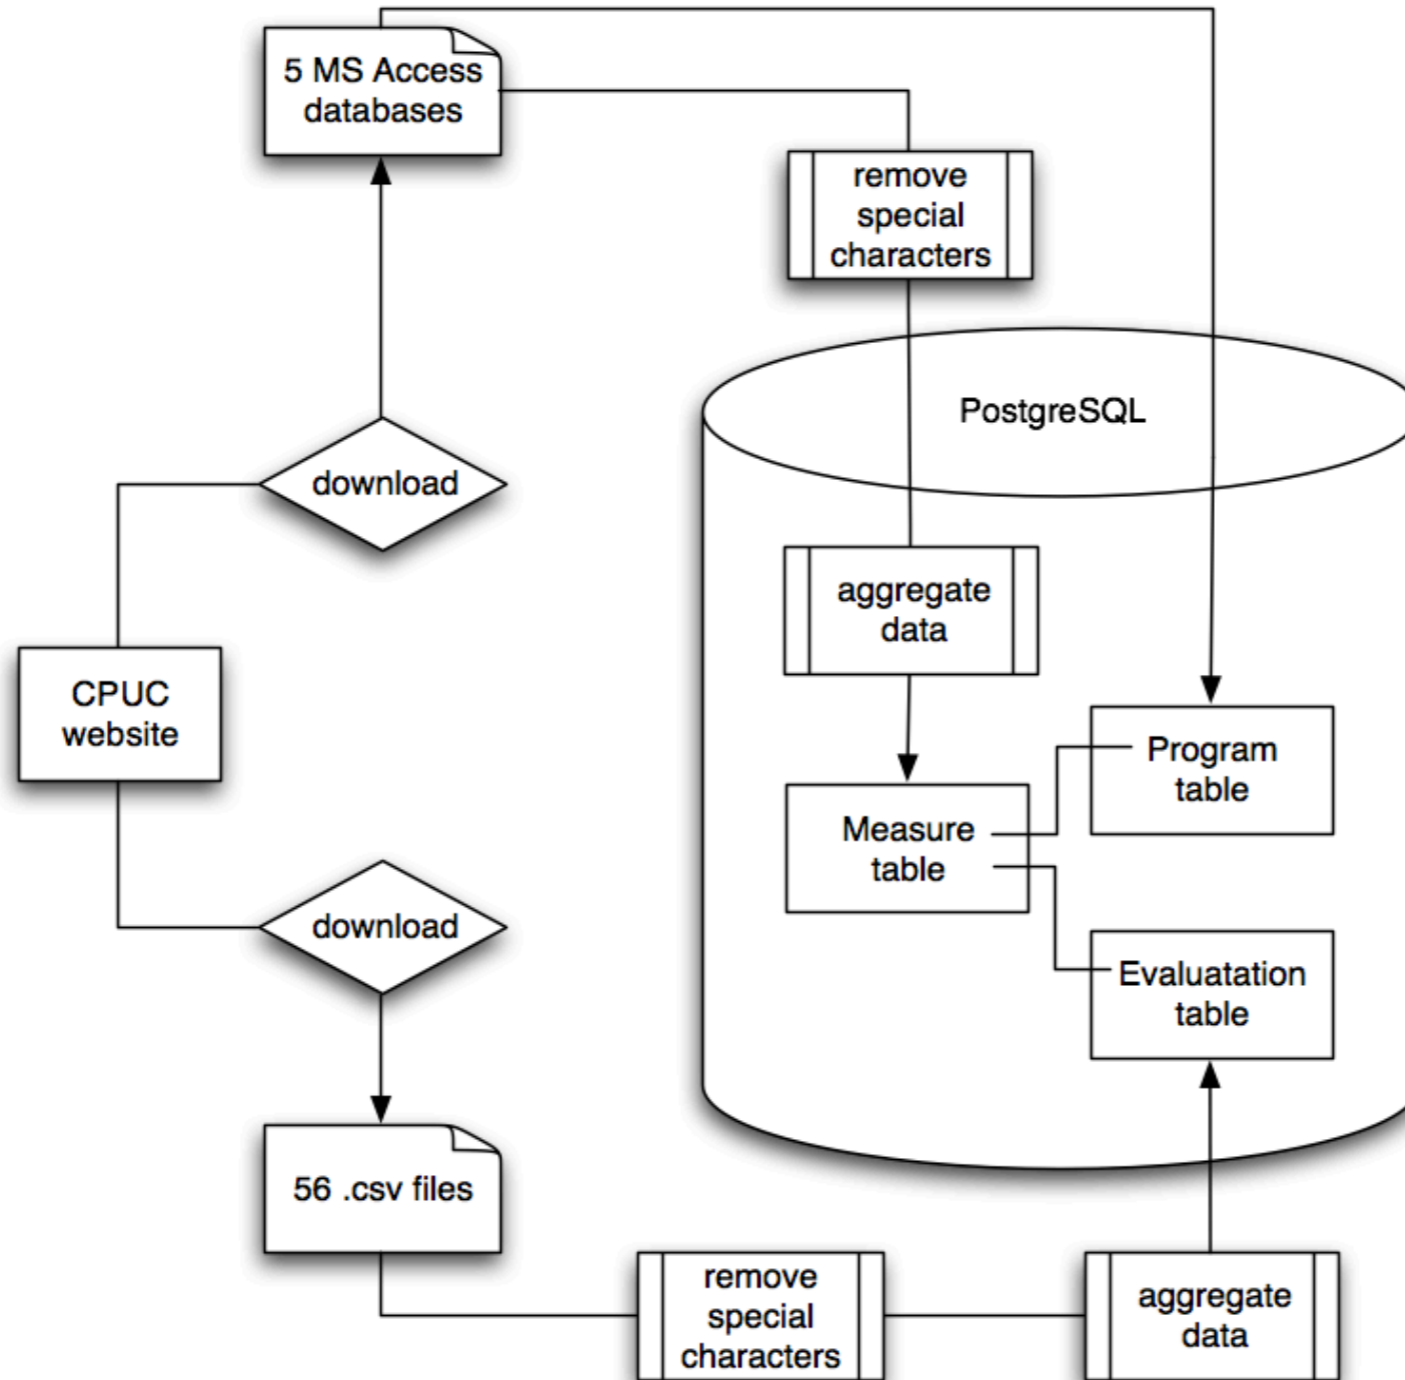 5 MS Access
databases
remove
special
characters
PostgreSQL
download
aggregate
data
CPUC
website
Program
table
Measure
table
download
Evaluatation
table
56 .csv files
remove
special
characters
aggregate
data